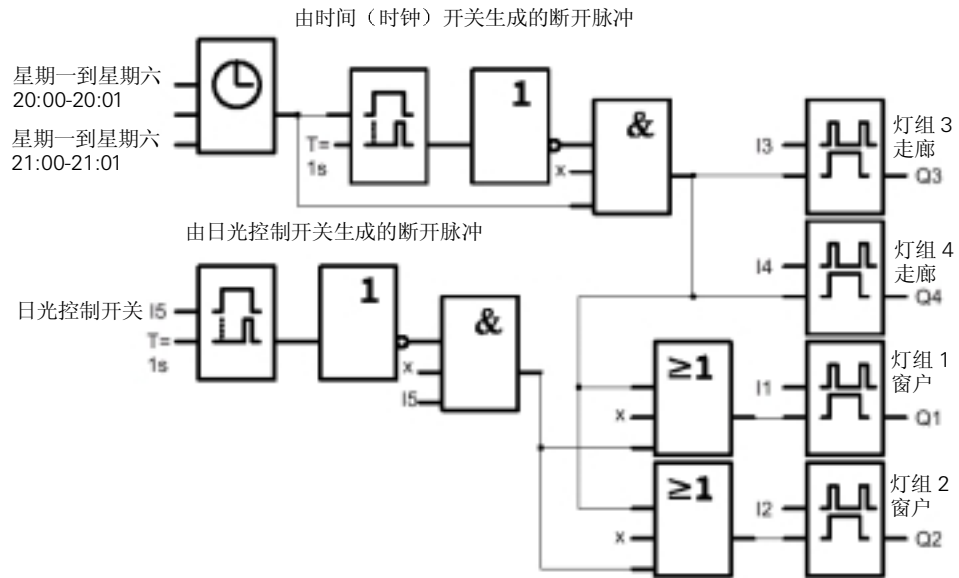 由时间（时钟）开关生成的断开脉冲
星期一到星期六
20:00-20:01
星期一到星期六
21:00-21:01
T=
1s
1
x
&
I3
灯组 3
走廊
Q3
由日光控制开关生成的断开脉冲
I4
灯组 4
走廊
Q4
日光控制开关 I5
T=
1s
1
x
I5
&
≥1
x
I1
灯组 1
窗户
Q1
≥1
x
I2
灯组 2
窗户
Q2